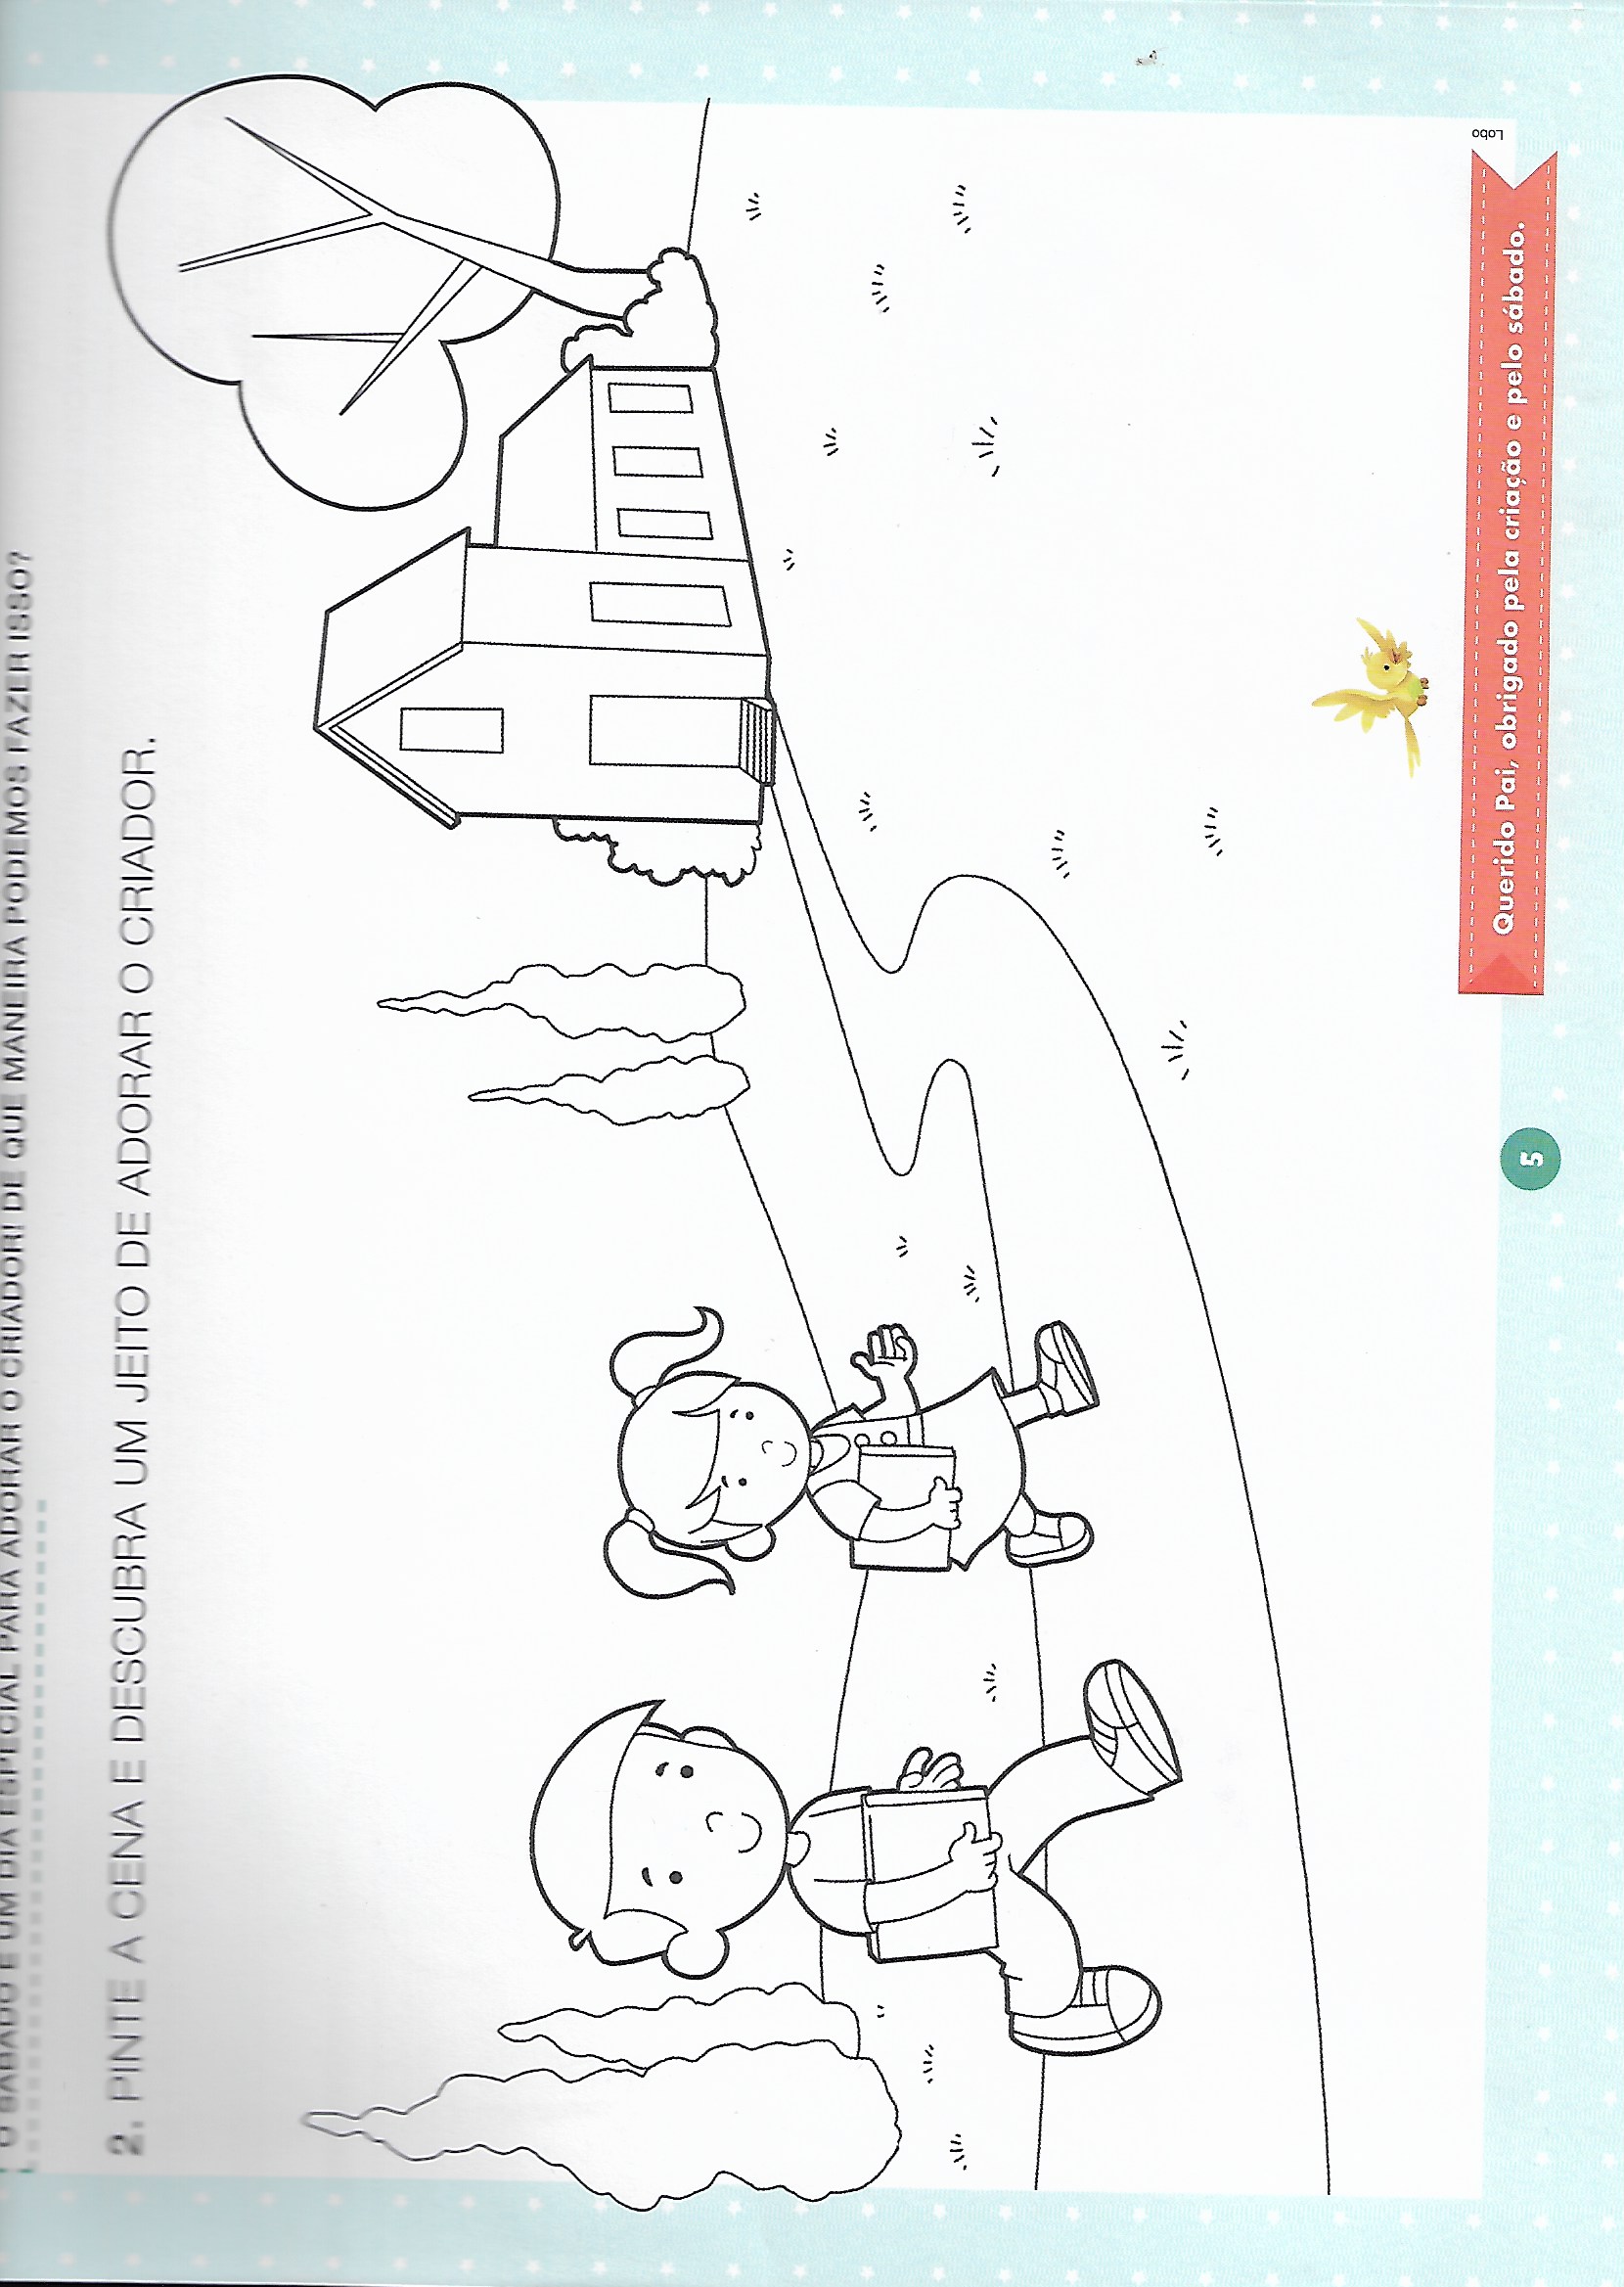 O SÁBADO É UM DIA ESPECIAL PARA ADORAR O CRIADOR! DE QUE MANEIRA PODEMOS FAZER ISSO?
2. PINTE A CENA E DESCUBRA UM JEITO DE ADORAR O CRIADOR.
Querido Pai, obrigado pela criação e pelo sábado.
Lobo
5